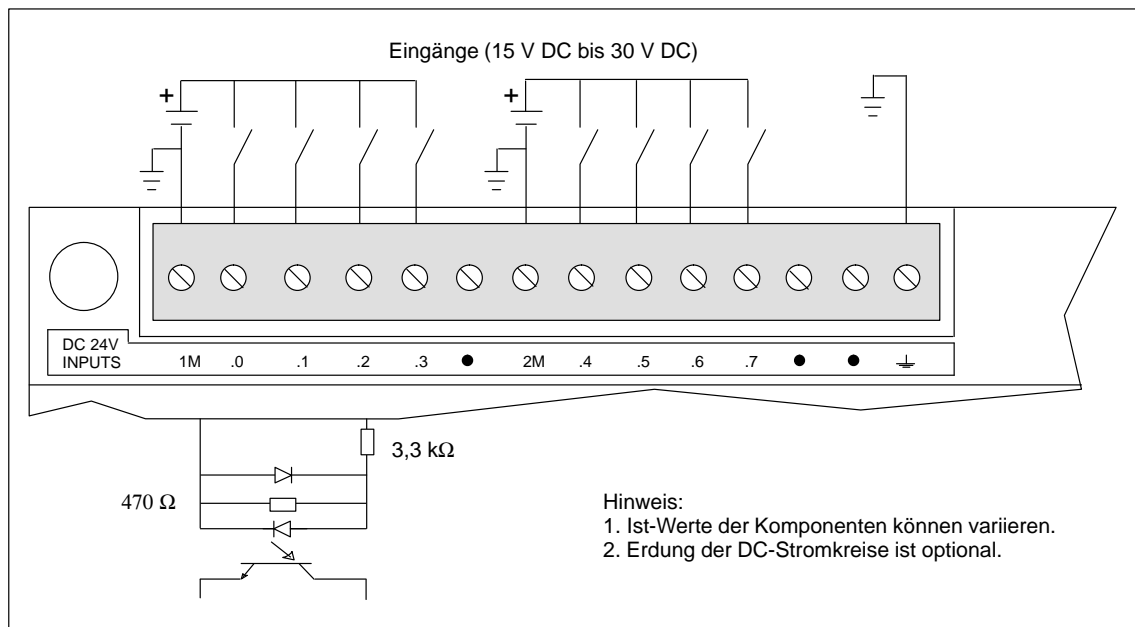 Eingänge (15 V DC bis 30 V DC)
+ +
DC 24V
INPUTS 1M .0 .1 .2 .3 ● 2M .4 .5 .6 .7 ● ●
3,3 kΩ
470 Ω
Hinweis:
1. Ist-Werte der Komponenten können variieren.
2. Erdung der DC-Stromkreise ist optional.